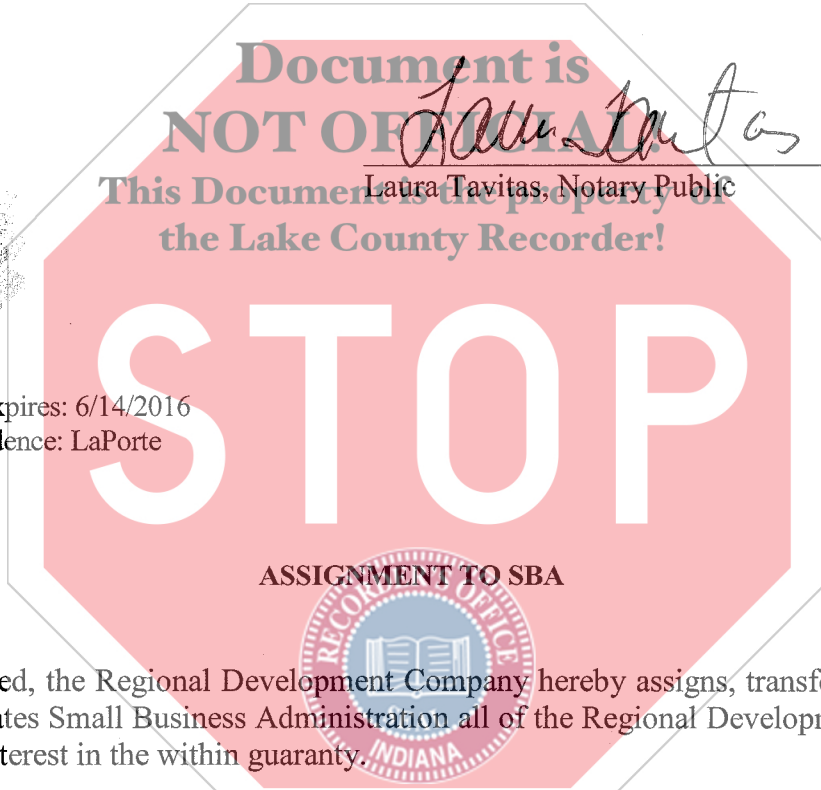 Document is
NOT OFFICIAL!
Laura Tavitas
This Document is the property of
Laura Tavitas, Notary Public
the Lake County Recorder!
STOP
xpires: 6/14/2016
dence: LaPorte
ASSIGNMENT TO SBA
RECORDER'S OFFICE
ed, the Regional Development Company hereby assigns, transf
tes Small Business Administration all of the Regional Develop
terest in the within guaranty.
INDIANA